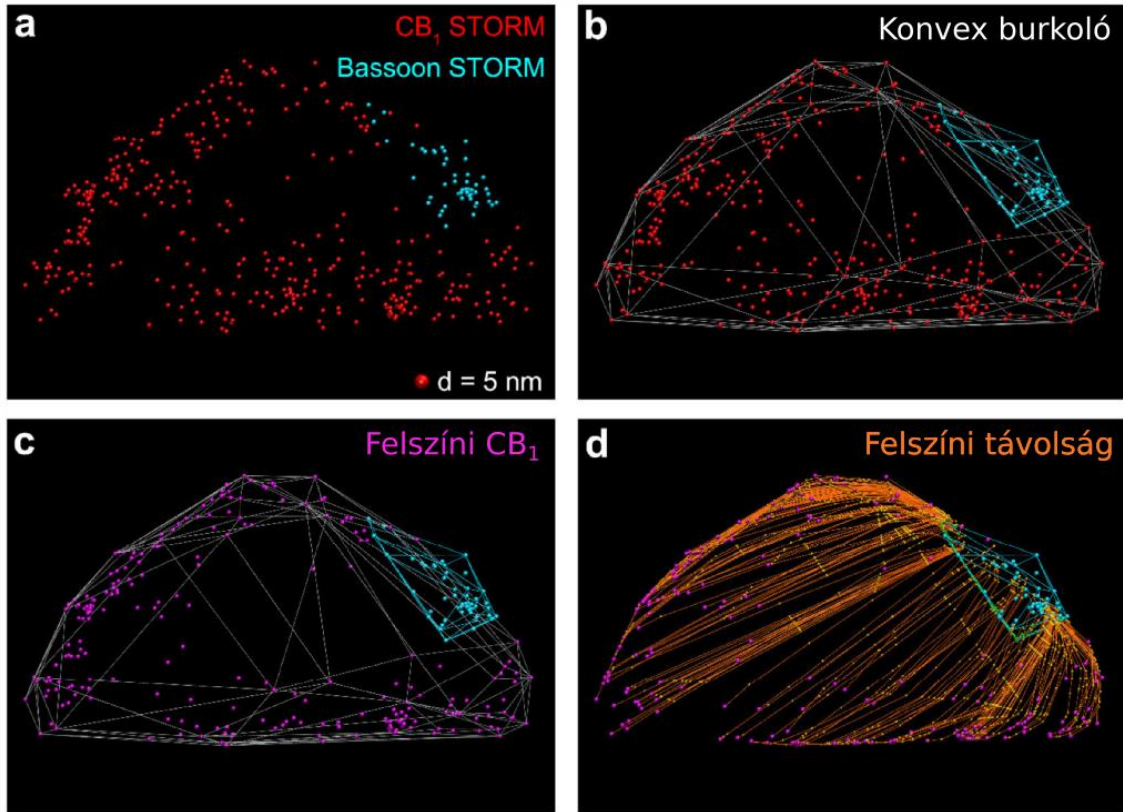 a
CB₁ STORM
Bassoon STORM
d = 5 nm
b
Konvex burkoló
c
Felszíni CB₁
d
Felszíni távolság